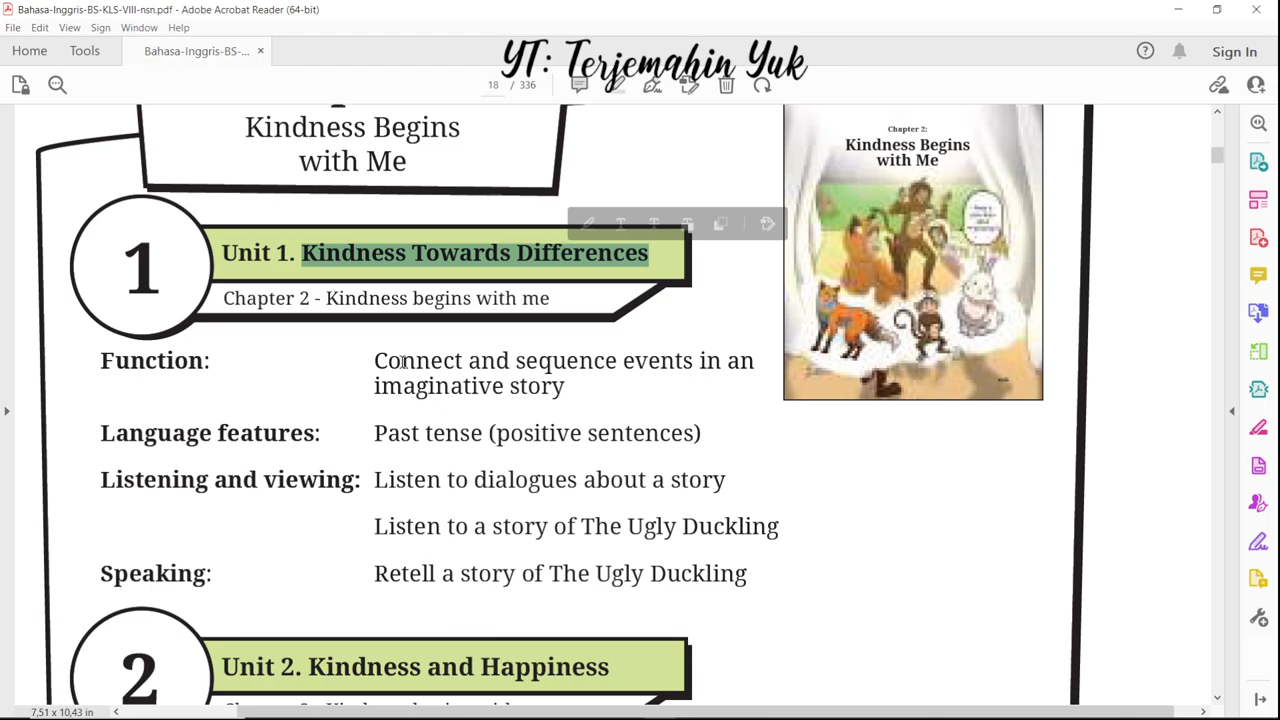 Bahasa-Inggris-BS-KLS-VIII-nsn.pdf - Adobe Acrobat Reader (64-bit)
File Edit View Sign Window Help
Home Tools Bahasa-Inggris-BS-... × Sign In
YT: Terjemahin Yuk
18 / 336
Kindness Begins
with Me
Chapter 2:
Kindness Begins
with Me
1
Unit 1. Kindness Towards Differences
Chapter 2 - Kindness begins with me
Function: Connect and sequence events in an
imaginative story
Language features: Past tense (positive sentences)
Listening and viewing: Listen to dialogues about a story
Listen to a story of The Ugly Duckling
Speaking: Retell a story of The Ugly Duckling
2
Unit 2. Kindness and Happiness
7,51 x 10,43 in